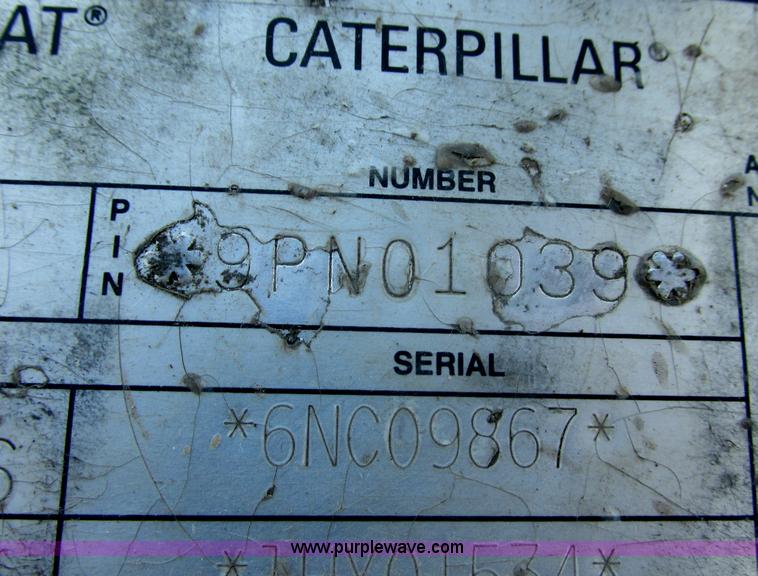 AT® CATERPILLAR®
NUMBER
PIN *9PN01039*
SERIAL
*6NC09867*
www.purplewave.com